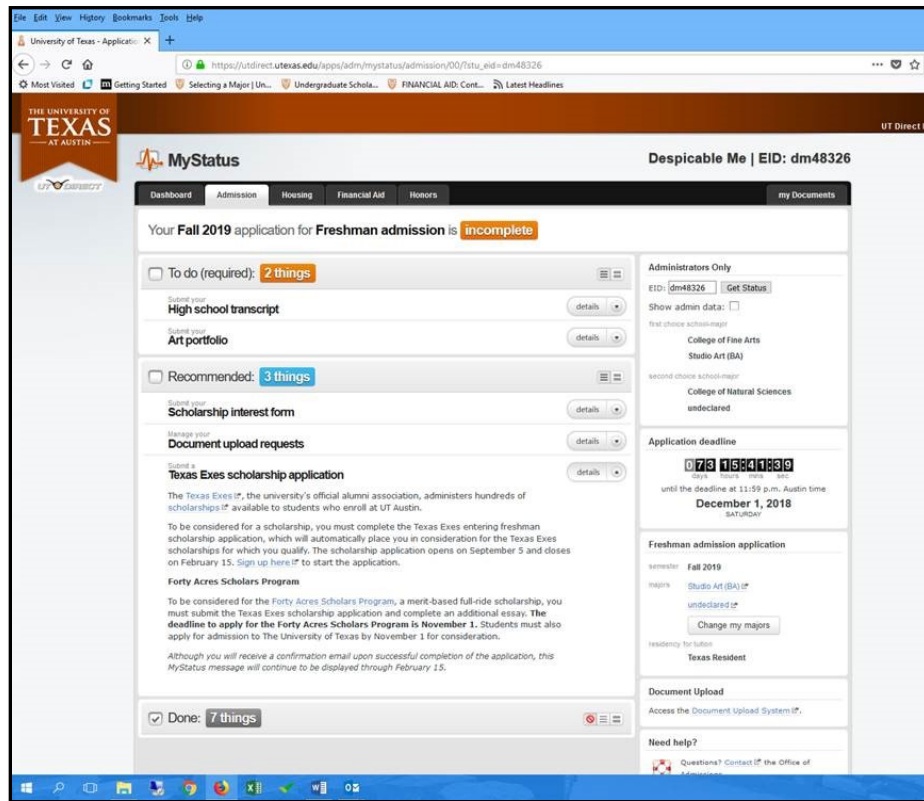 File Edit View History Bookmarks Tools Help
University of Texas - Applicatio
https://utdirect.utexas.edu/apps/adm/mystatus/admission/00/?stu_eid=dm48326
Most Visited Getting Started Selecting a Major | Un... Undergraduate Schola... FINANCIAL AID: Cont... Latest Headlines
THE UNIVERSITY OF
TEXAS
AT AUSTIN
UT Direct
UT DIRECT
MyStatus
Despicable Me | EID: dm48326
Dashboard Admission Housing Financial Aid Honors my Documents
Your Fall 2019 application for Freshman admission is incomplete
To do (required): 2 things
Submit your
High school transcript
details
Submit your
Art portfolio
details
Recommended: 3 things
Submit your
Scholarship interest form
details
Manage your
Document upload requests
details
Submit a
Texas Exes scholarship application
details
The Texas Exes, the university's official alumni association, administers hundreds of
scholarships available to students who enroll at UT Austin.
To be considered for a scholarship, you must complete the Texas Exes entering freshman
scholarship application, which will automatically place you in consideration for the Texas Exes
scholarships for which you qualify. The scholarship application opens on September 5 and closes
on February 15. Sign up here to start the application.
Forty Acres Scholars Program
To be considered for the Forty Acres Scholars Program, a merit-based full-ride scholarship, you
must submit the Texas Exes scholarship application and complete an additional essay. The
deadline to apply for the Forty Acres Scholars Program is November 1. Students must also
apply for admission to The University of Texas by November 1 for consideration.
Although you will receive a confirmation email upon successful completion of the application, this
MyStatus message will continue to be displayed through February 15.
Done: 7 things
Administrators Only
EID: dm48326 Get Status
Show admin data:
first choice school-major
College of Fine Arts
Studio Art (BA)
second choice school-major
College of Natural Sciences
undeclared
Application deadline
073 15:41:39
days hours mins sec
until the deadline at 11:59 p.m. Austin time
December 1, 2018
SATURDAY
Freshman admission application
semester Fall 2019
majors Studio Art (BA)
undeclared
Change my majors
residency for tuition
Texas Resident
Document Upload
Access the Document Upload System.
Need help?
Questions? Contact the Office of
Admissions